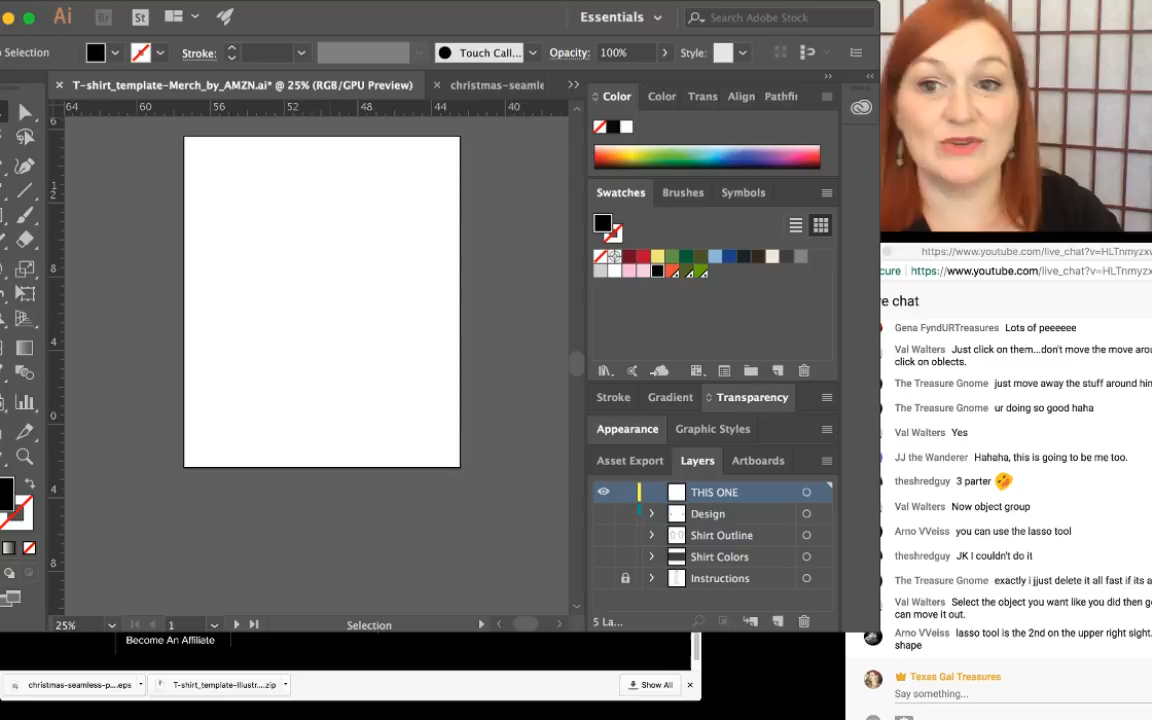 Ai Br St Essentials Search Adobe Stock
Selection Stroke: Touch Call... Opacity: 100% Style:
T-shirt_template-Merch_by_AMZN.ai* @ 25% (RGB/GPU Preview) christmas-seamle
64 60 56 52 48 44 40
Color Color Trans Align Pathfin
Swatches Brushes Symbols
Stroke Gradient Transparency
Appearance Graphic Styles
Asset Export Layers Artboards
THIS ONE
Design
Shirt Outline
Shirt Colors
Instructions
5 La...
25% 1 Selection
Become An Affiliate
christmas-seamless-p....eps T-shirt_template-Illustr....zip Show All
https://www.youtube.com/live_chat?v=HLTnmyzx
cure https://www.youtube.com/live_chat?v=HLTnmyzx
ve chat
Gena FyndURTreasures Lots of peeeeee
Val Walters Just click on them...don't move the move arou
click on oblects.
The Treasure Gnome just move away the stuff around him
The Treasure Gnome ur doing so good haha
Val Walters Yes
JJ the Wanderer Hahaha, this is going to be me too.
theshredguy 3 parter
Val Walters Now object group
Arno VVeiss you can use the lasso tool
theshredguy JK I couldn't do it
The Treasure Gnome exactly i jjust delete it all fast if its a
Val Walters Select the object you want like you did then go
can move it out.
Arno VVeiss lasso tool is the 2nd on the upper right sight.
shape
Texas Gal Treasures
Say something...